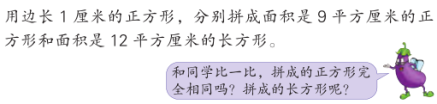 用边长 1 厘米的正方形，分别拼成面积是 9 平方厘米的正
方形和面积是 12 平方厘米的长方形。
和同学比一比，拼成的正方形完
全相同吗？拼成的长方形呢？